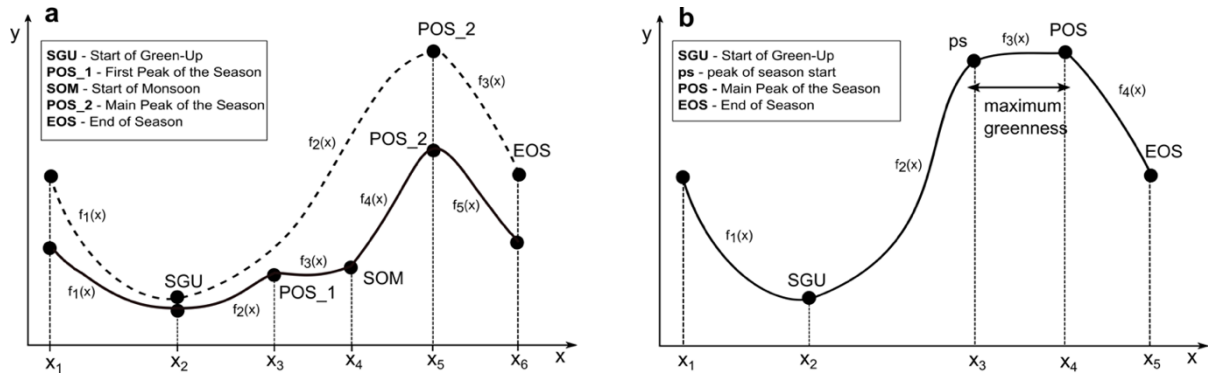 a
y
SGU - Start of Green-Up
POS_1 - First Peak of the Season
SOM - Start of Monsoon
POS_2 - Main Peak of the Season
EOS - End of Season
POS_2
f3(x)
f2(x)
POS_2
EOS
f1(x)
f4(x)
f5(x)
SGU
f3(x)
SOM
f1(x)
f2(x)
POS_1
x1
x2
x3
x4
x5
x6
x
b
y
SGU - Start of Green-Up
ps - peak of season start
POS - Main Peak of the Season
EOS - End of Season
ps
f3(x)
POS
f4(x)
maximum
greenness
f2(x)
EOS
f1(x)
SGU
x1
x2
x3
x4
x5
x